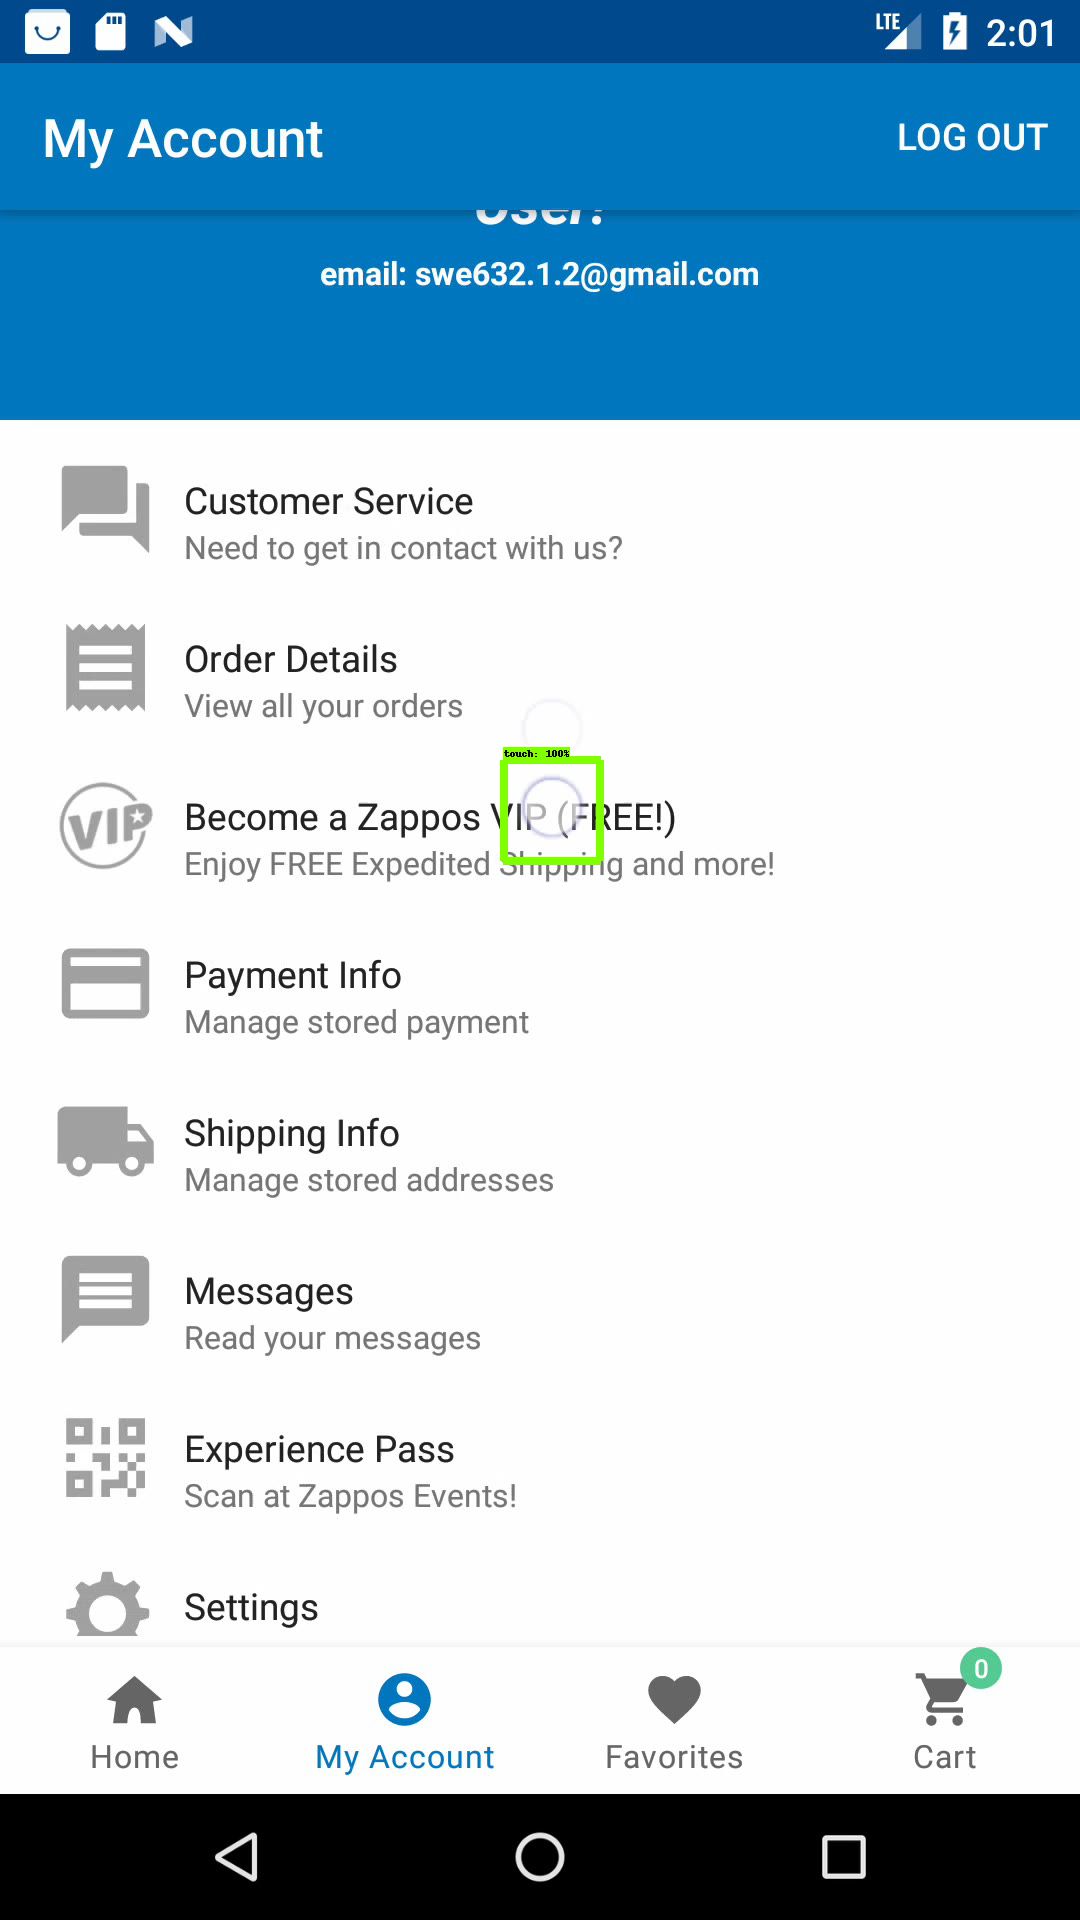 LTE 2:01
My Account LOG OUT
User!
email: swe632.1.2@gmail.com
Customer Service
Need to get in contact with us?
Order Details
View all your orders
touch: 100%
VIP
Become a Zappos VIP (FREE!)
Enjoy FREE Expedited Shipping and more!
Payment Info
Manage stored payment
Shipping Info
Manage stored addresses
Messages
Read your messages
Experience Pass
Scan at Zappos Events!
Settings
0
Home My Account Favorites Cart